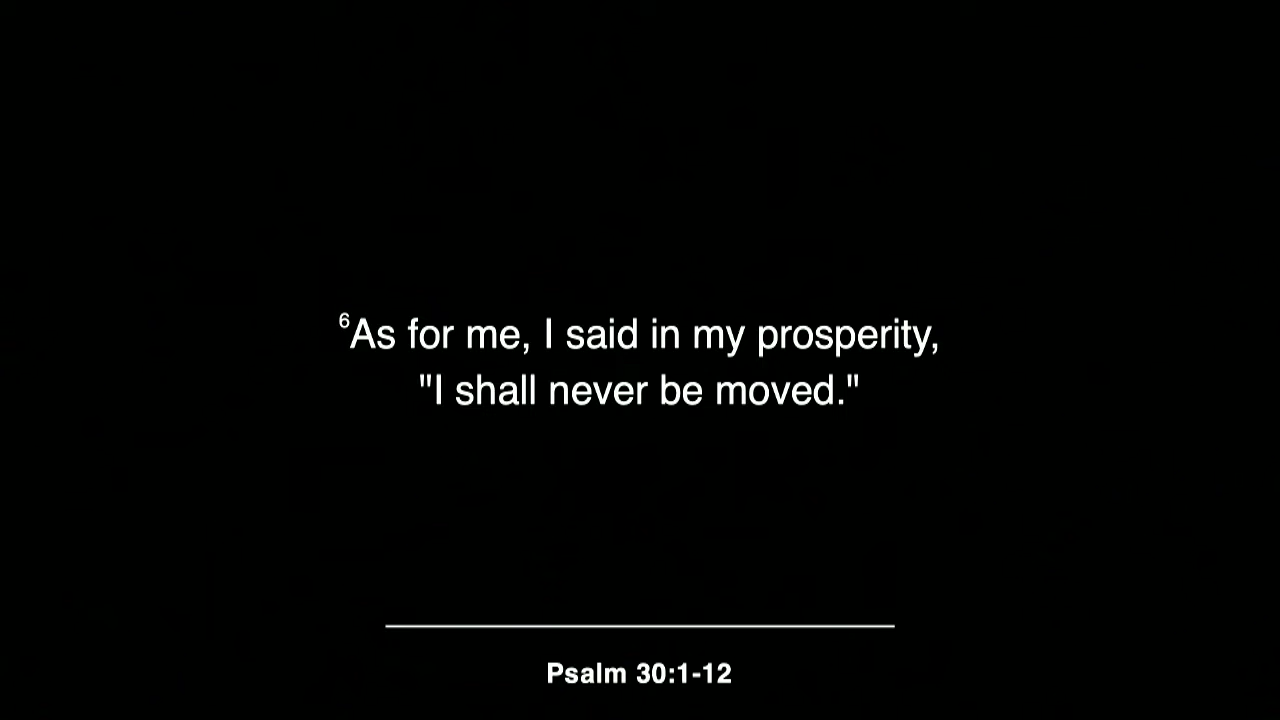 ⁶As for me, I said in my prosperity,
"I shall never be moved."
Psalm 30:1-12